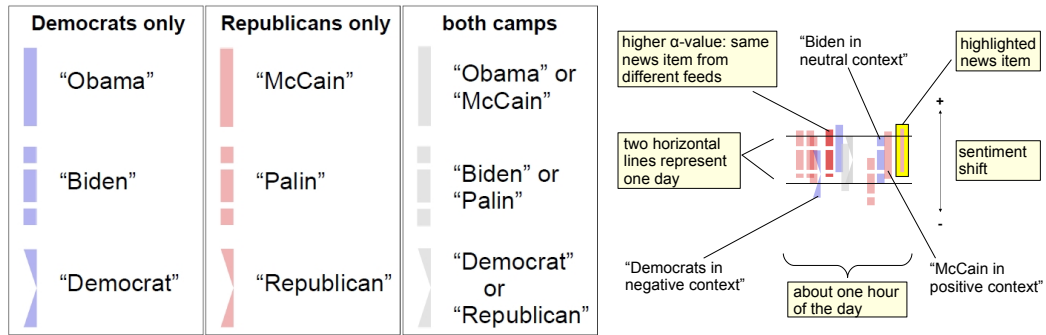 Democrats only
“Obama”
“Biden”
“Democrat”
Republicans only
“McCain”
“Palin”
“Republican”
both camps
“Obama” or
“McCain”
“Biden” or
“Palin”
“Democrat”
or
“Republican”
higher α-value: same
news item from
different feeds
“Biden in
neutral context”
highlighted
news item
two horizontal
lines represent
one day
+
sentiment
shift
-
“Democrats in
negative context”
about one hour
of the day
“McCain in
positive context”